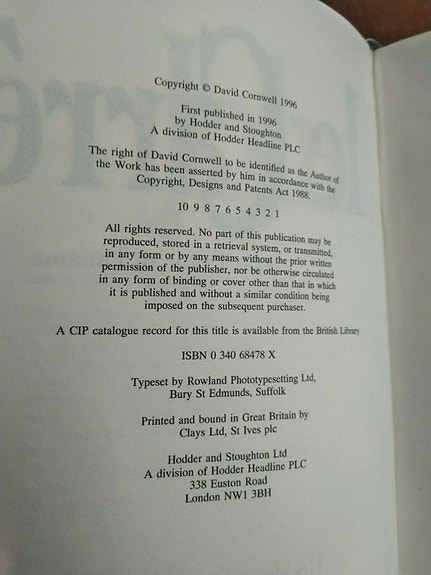 Copyright © David Cornwell 1996
First published in 1996
by Hodder and Stoughton
A division of Hodder Headline PLC
The right of David Cornwell to be identified as the Author of
the Work has been asserted by him in accordance with the
Copyright, Designs and Patents Act 1988.
10 9 8 7 6 5 4 3 2 1
All rights reserved. No part of this publication may be
reproduced, stored in a retrieval system, or transmitted,
in any form or by any means without the prior written
permission of the publisher, nor be otherwise circulated
in any form of binding or cover other than that in which
it is published and without a similar condition being
imposed on the subsequent purchaser.
A CIP catalogue record for this title is available from the British Library
ISBN 0 340 68478 X
Typeset by Rowland Phototypesetting Ltd,
Bury St Edmunds, Suffolk
Printed and bound in Great Britain by
Clays Ltd, St Ives plc
Hodder and Stoughton Ltd
A division of Hodder Headline PLC
338 Euston Road
London NW1 3BH